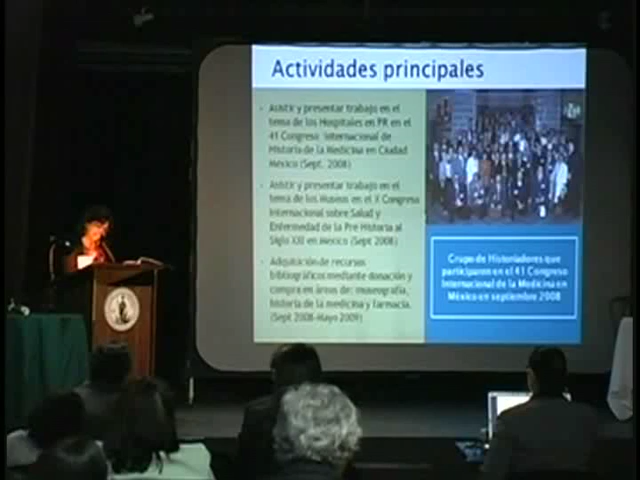 Actividades principales
- Asistir y presentar trabajo en el
tema de los Hospitales en PR en el
41 Congreso Internacional de
Historia de la Medicina en Ciudad
Mexico (Sept. 2008)
- Asistir y presentar trabajo en el
tema de los Museos en el X Congreso
Internacional sobre Salud y
Enfermedad de la Pre Historia al
Siglo XXI en Mexico (Sept 2008)
- Adquisición de recursos
bibliográficos mediante donación y
compra en áreas de: museografía,
historia de la medicina y farmacia.
(Sept 2008-Mayo 2009)
Grupo de Historiadores que
participaron en el 41 Congreso
Internacional de la Medicina en
México en septiembre 2008